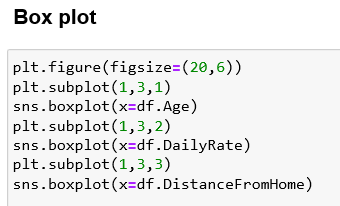 Box plot
plt.figure(figsize=(20,6))
plt.subplot(1,3,1)
sns.boxplot(x=df.Age)
plt.subplot(1,3,2)
sns.boxplot(x=df.DailyRate)
plt.subplot(1,3,3)
sns.boxplot(x=df.DistanceFromHome)